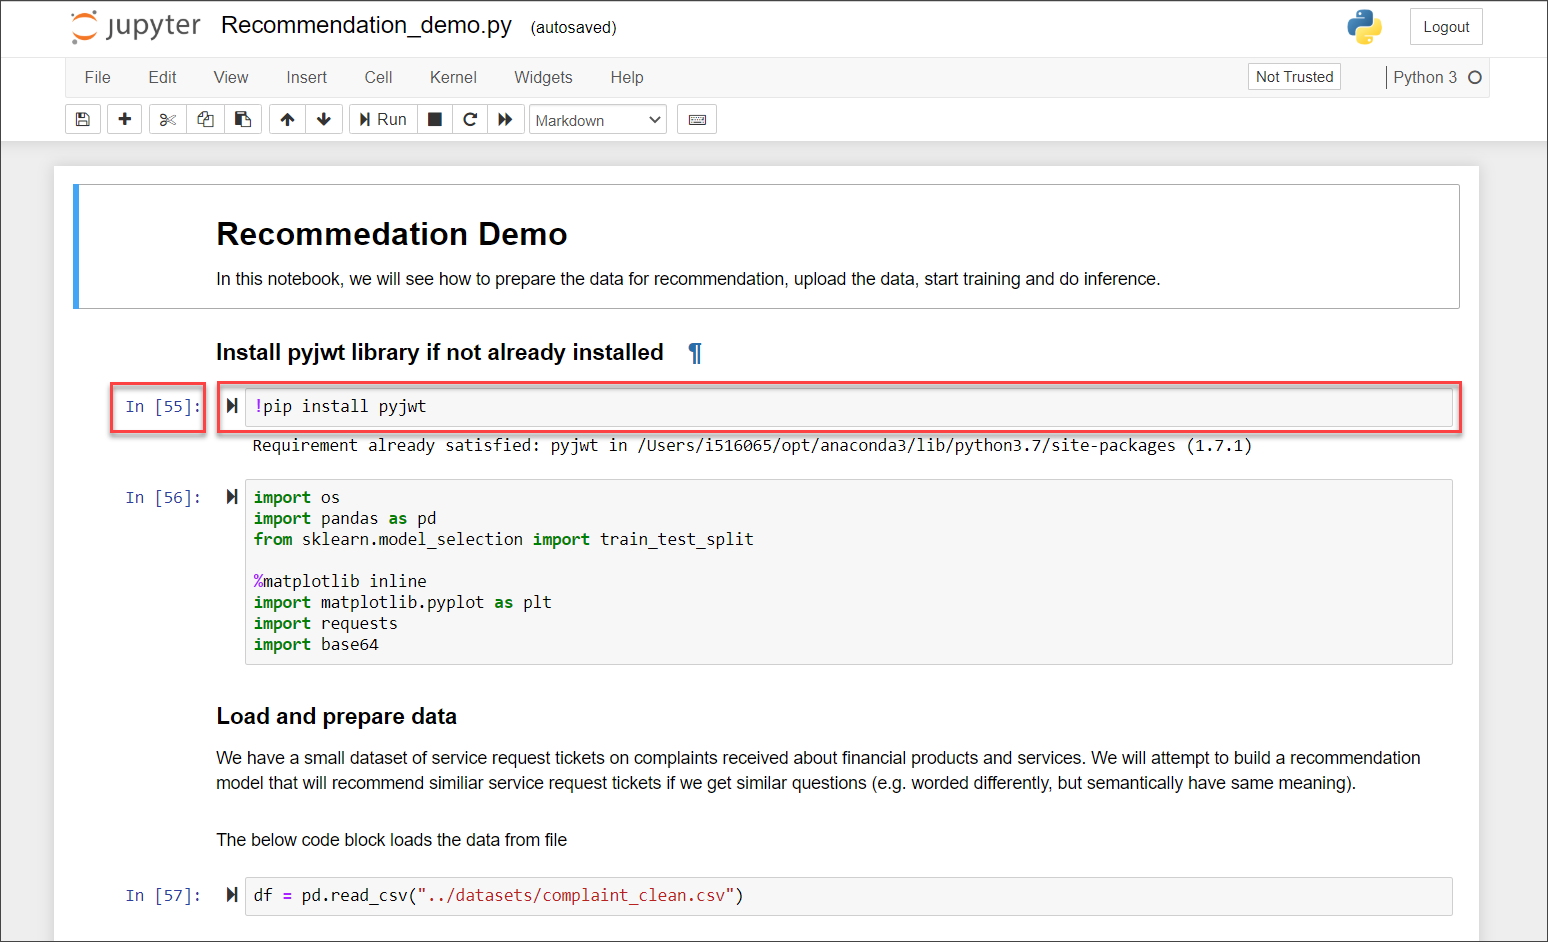 jupyter Recommendation_demo.py (autosaved) Logout
File Edit View Insert Cell Kernel Widgets Help Not Trusted Python 3
Run Markdown
Recommedation Demo
In this notebook, we will see how to prepare the data for recommendation, upload the data, start training and do inference.
Install pyjwt library if not already installed ¶
In [55]: !pip install pyjwt
Requirement already satisfied: pyjwt in /Users/i516065/opt/anaconda3/lib/python3.7/site-packages (1.7.1)
In [56]: import os
import pandas as pd
from sklearn.model_selection import train_test_split
%matplotlib inline
import matplotlib.pyplot as plt
import requests
import base64
Load and prepare data
We have a small dataset of service request tickets on complaints received about financial products and services. We will attempt to build a recommendation
model that will recommend similiar service request tickets if we get similar questions (e.g. worded differently, but semantically have same meaning).
The below code block loads the data from file
In [57]: df = pd.read_csv("../datasets/complaint_clean.csv")